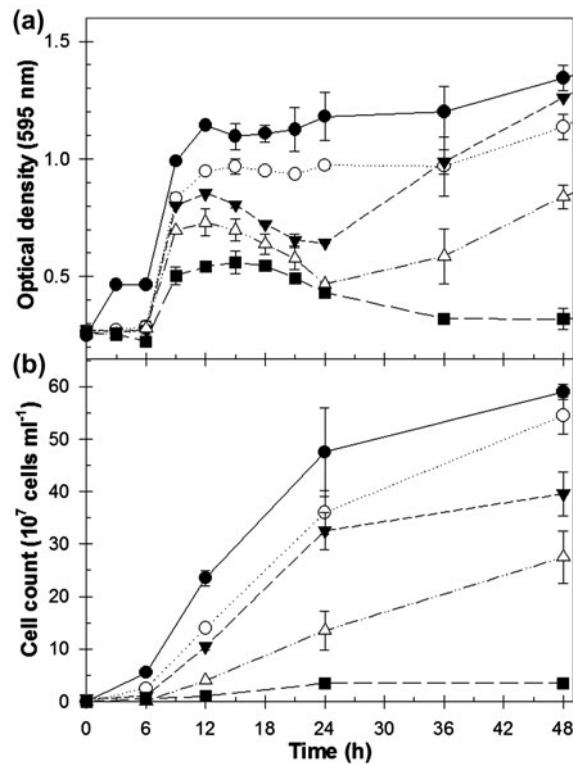 (a)
Optical density (595 nm)
1.5
1.0
0.5
(b)
Cell count (10⁷ cells ml⁻¹)
60
50
40
30
20
10
0
0 6 12 18 24 30 36 42 48
Time (h)